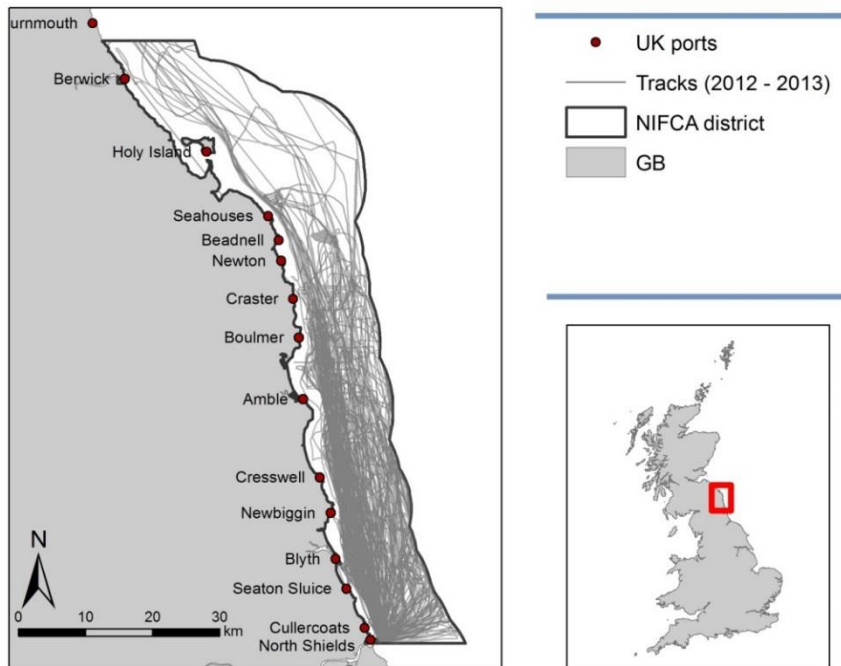 urnmouth
Berwick
Holy Island
Seahouses
Beadnell
Newton
Craster
Boulmer
Amble
Cresswell
Newbiggin
Blyth
Seaton Sluice
Cullercoats
North Shields
N
0 10 20 30
km
UK ports
Tracks (2012 - 2013)
NIFCA district
GB